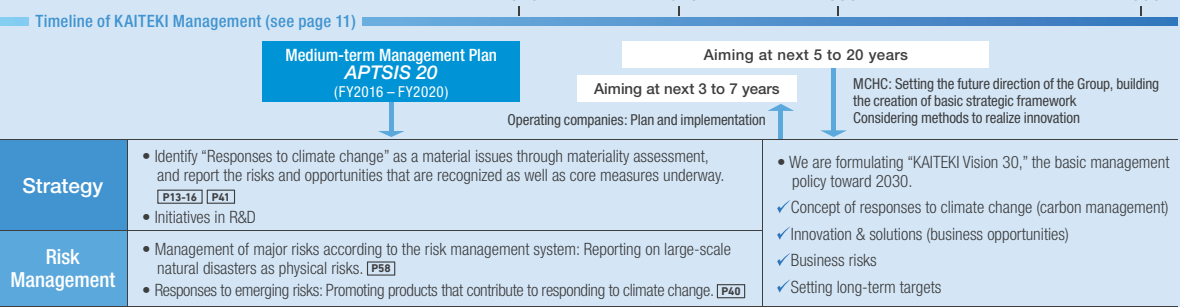 Timeline of KAITEKI Management (see page 11)
Medium-term Management Plan
APTSIS 20
(FY2016 – FY2020)
Aiming at next 5 to 20 years
Aiming at next 3 to 7 years
MCHC: Setting the future direction of the Group, building
the creation of basic strategic framework
Considering methods to realize innovation
Operating companies: Plan and implementation
Strategy
• Identify “Responses to climate change” as a material issues through materiality assessment,
and report the risks and opportunities that are recognized as well as core measures underway.
P13-16 P41
• Initiatives in R&D
Risk
Management
• Management of major risks according to the risk management system: Reporting on large-scale
natural disasters as physical risks. P58
• Responses to emerging risks: Promoting products that contribute to responding to climate change. P40
• We are formulating “KAITEKI Vision 30,” the basic management
policy toward 2030.
✓Concept of responses to climate change (carbon management)
✓Innovation & solutions (business opportunities)
✓Business risks
✓Setting long-term targets